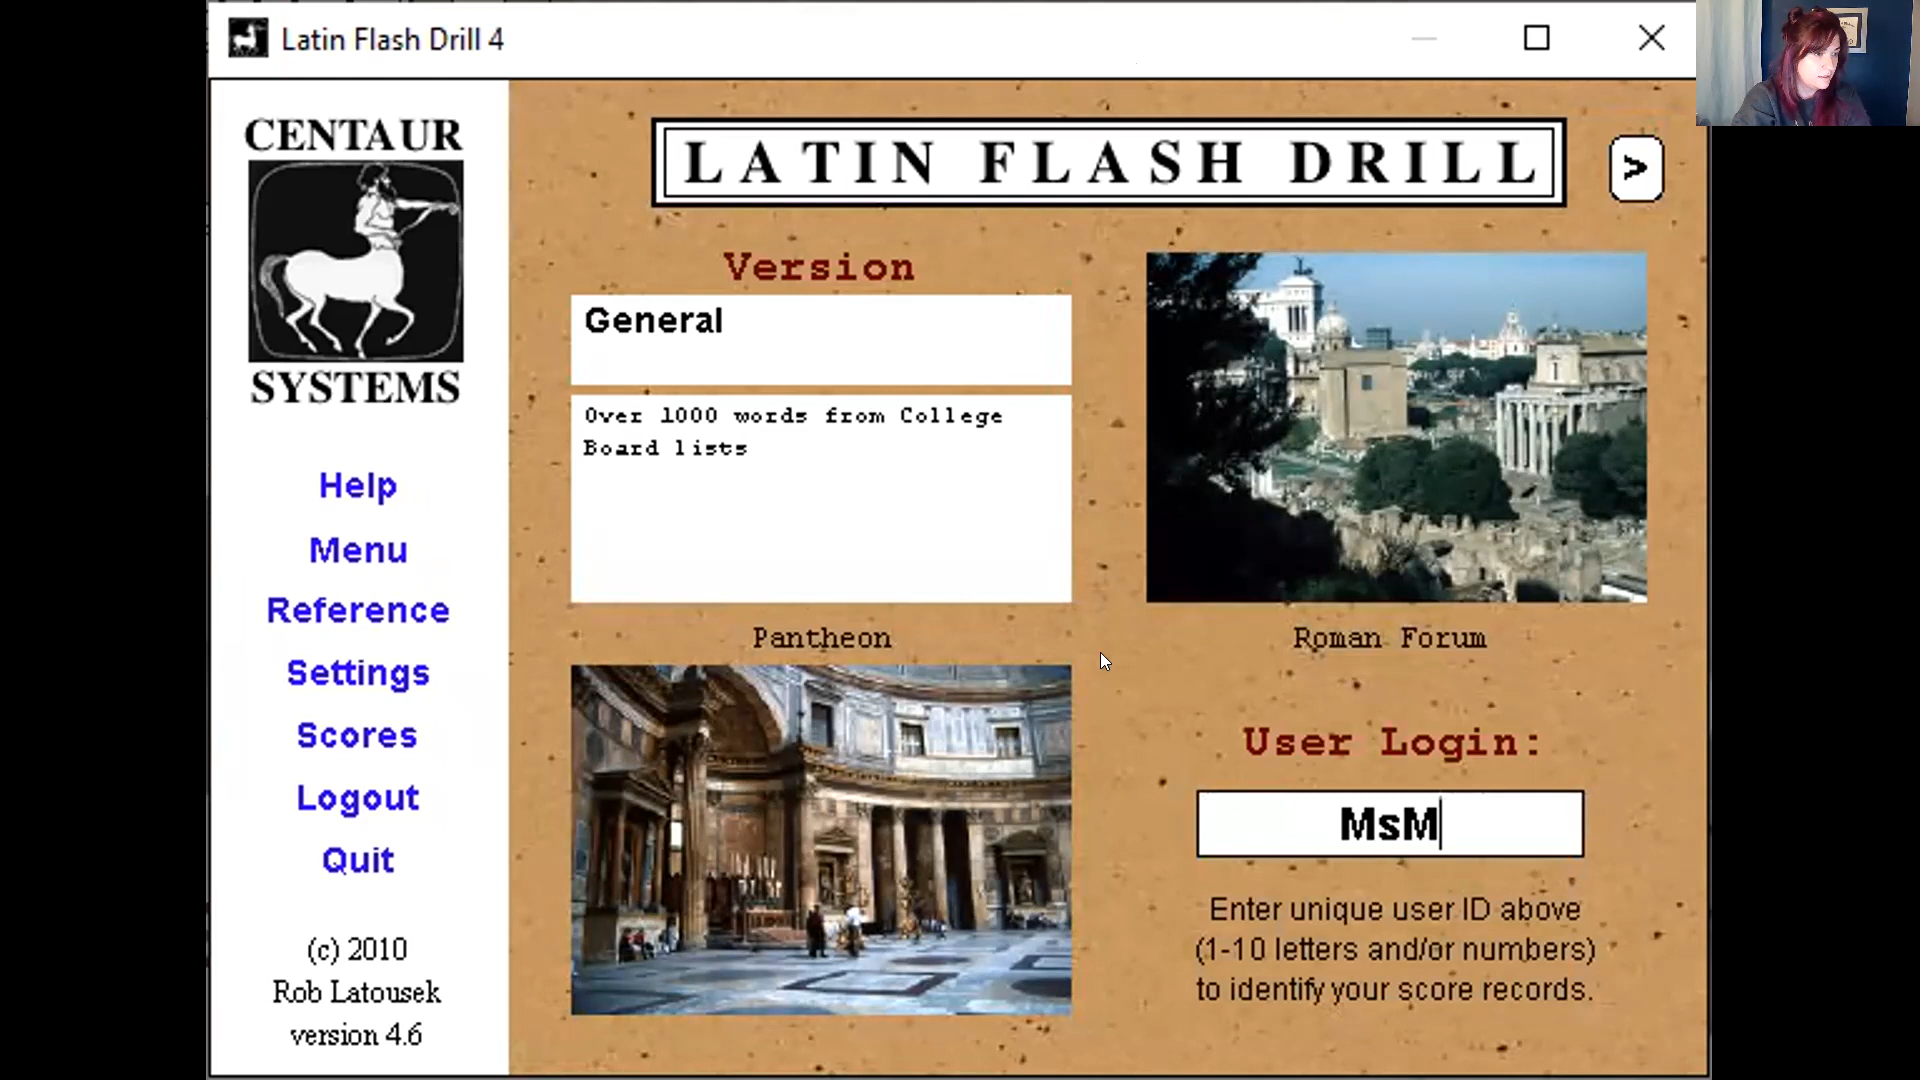 Latin Flash Drill 4
CENTAUR
SYSTEMS
Help
Menu
Reference
Settings
Scores
Logout
Quit
(c) 2010
Rob Latousek
version 4.6
LATIN FLASH DRILL
>
Version
General
Over 1000 words from College
Board lists
Pantheon
Roman Forum
User Login:
MsM
Enter unique user ID above
(1-10 letters and/or numbers)
to identify your score records.